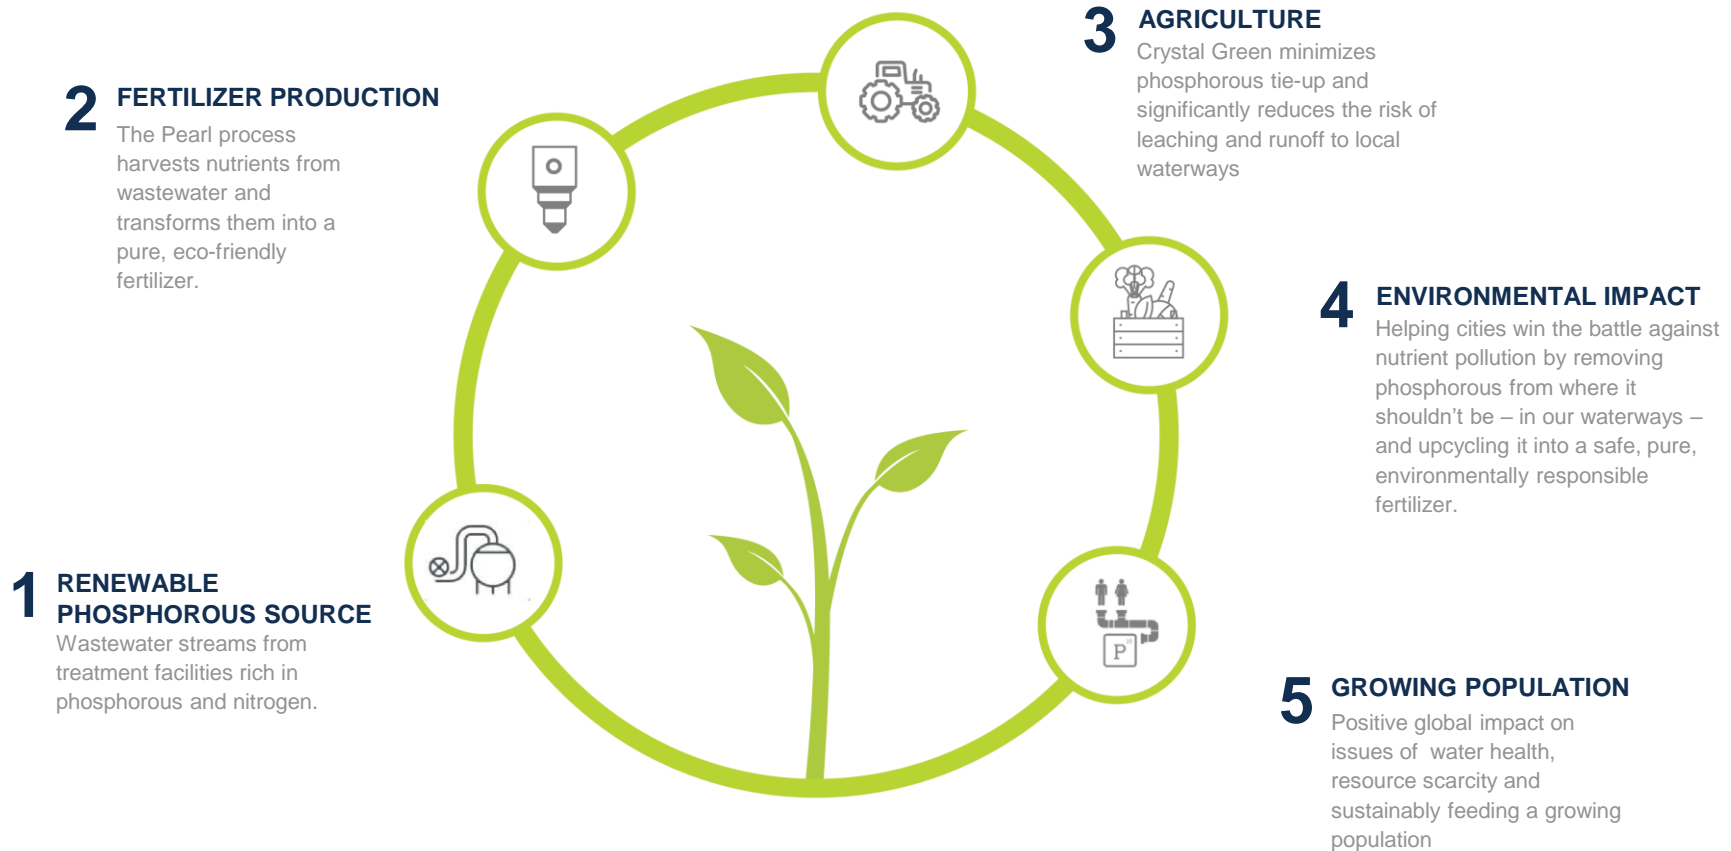 1
RENEWABLE
PHOSPHOROUS SOURCE
Wastewater streams from
treatment facilities rich in
phosphorous and nitrogen.
2
FERTILIZER PRODUCTION
The Pearl process
harvests nutrients from
wastewater and
transforms them into a
pure, eco-friendly
fertilizer.
3
AGRICULTURE
Crystal Green minimizes
phosphorous tie-up and
significantly reduces the risk of
leaching and runoff to local
waterways
4
ENVIRONMENTAL IMPACT
Helping cities win the battle against
nutrient pollution by removing
phosphorous from where it
shouldn't be – in our waterways –
and upcycling it into a safe, pure,
environmentally responsible
fertilizer.
P
5
GROWING POPULATION
Positive global impact on
issues of  water health,
resource scarcity and
sustainably feeding a growing
population